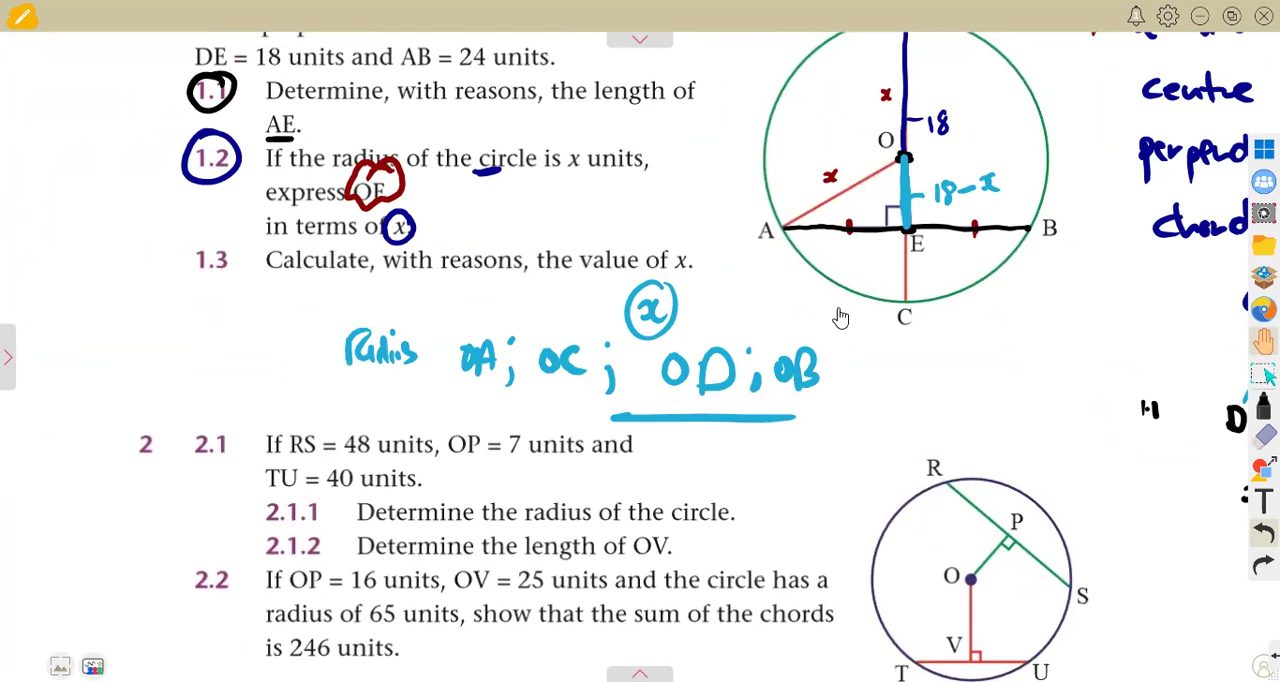 DE = 18 units and AB = 24 units.
1.1 Determine, with reasons, the length of
AE.
1.2 If the radius of the circle is x units,
express OE
in terms of x.
1.3 Calculate, with reasons, the value of x.
x
18
O
x
18 - x
A
E
B
C
centre
perpend
chord
x
Radius OA; OC; OD; OB
D
2 2.1 If RS = 48 units, OP = 7 units and
TU = 40 units.
2.1.1 Determine the radius of the circle.
2.1.2 Determine the length of OV.
2.2 If OP = 16 units, OV = 25 units and the circle has a
radius of 65 units, show that the sum of the chords
is 246 units.
R
P
O
S
V
T
U
T